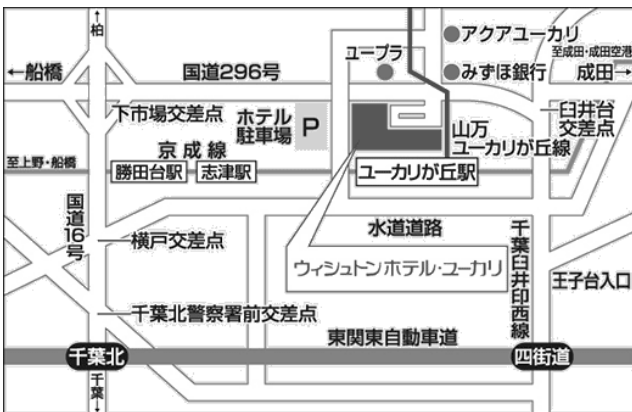 柏
アクアユーカリ
ユープラ
至成田・成田空港
←船橋
国道296号
みずほ銀行
成田→
下市場交差点
ホテル
駐車場
P
臼井台
交差点
山万
ユーカリが丘線
京成線
至上野・船橋
勝田台駅
志津駅
ユーカリが丘駅
国道16号
水道道路
千葉臼井印西線
横戸交差点
ウィシュトンホテル・ユーカリ
王子台入口
千葉北警察署前交差点
東関東自動車道
千葉北
四街道
千葉